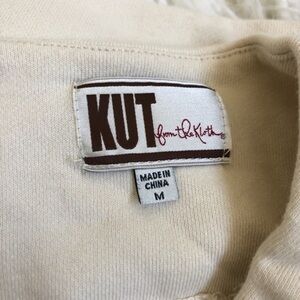 KUT from the Kloth®
MADE IN
CHINA
M